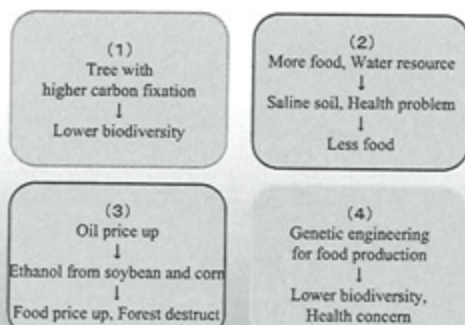 (1)
Tree with
higher carbon fixation
↓
Lower biodiversity
(2)
More food, Water resource
↓
Saline soil, Health problem
↓
Less food
(3)
Oil price up
↓
Ethanol from soybean and corn
↓
Food price up, Forest destruct
(4)
Genetic engineering
for food production
↓
Lower biodiversity,
Health concern